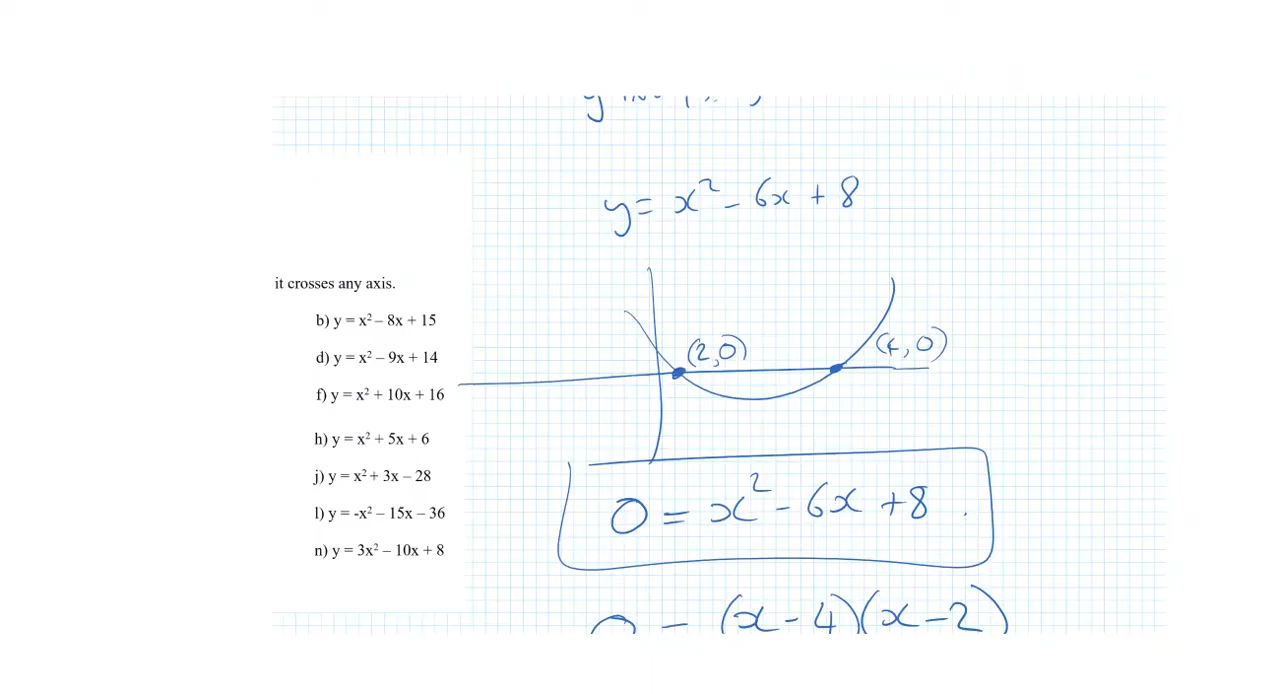 it crosses any axis.
b) y = x² – 8x + 15
d) y = x² – 9x + 14
f) y = x² + 10x + 16
h) y = x² + 5x + 6
j) y = x² + 3x – 28
l) y = -x² – 15x – 36
n) y = 3x² – 10x + 8
y = x² - 6x + 8
(2,0) (4,0)
0 = x² - 6x + 8
0 = (x - 4)(x - 2)